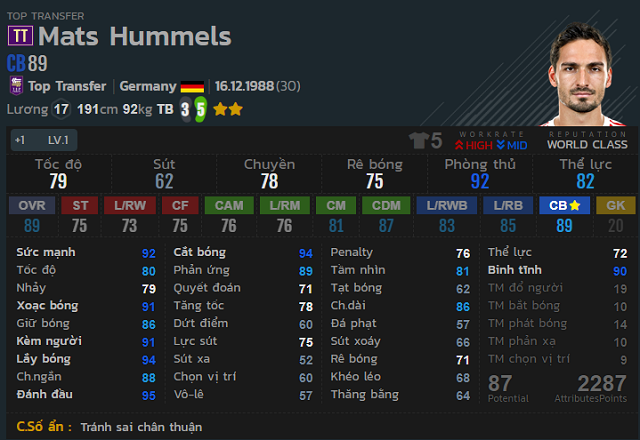 TOP TRANSFER
TT Mats Hummels
CB 89
Top Transfer Germany 16.12.1988 (30)
Lương 17 191cm 92kg TB 3 5
+1 LV.1
5 WORKRATE HIGH MID
REPUTATION WORLD CLASS
Tốc độ Sút Chuyền Rê bóng Phòng thủ Thể lực
79 62 78 75 92 82
OVR ST L/RW CF CAM L/RM CM CDM L/RWB L/RB CB GK
89 75 73 75 76 76 81 87 83 85 89 20
Sức mạnh 92 Cắt bóng 94 Penalty 76 Thể lực 72
Tốc độ 80 Phản ứng 89 Tầm nhìn 81 Bình tĩnh 90
Nhảy 79 Quyết đoán 71 Tạt bóng 62 TM đổ người 19
Xoạc bóng 91 Tăng tốc 78 Ch.dài 86 TM bắt bóng 10
Giữ bóng 86 Dứt điểm 60 Đá phạt 57 TM phát bóng 14
Kèm người 91 Lực sút 75 Sút xoáy 66 TM phản xạ 10
Lấy bóng 94 Sút xa 52 Rê bóng 71 TM chọn vị trí 9
Ch.ngắn 88 Chọn vị trí 60 Khéo léo 68
Đánh đầu 95 Vô-lê 57 Thăng bằng 64
87 2287
Potential AttributesPoints
C.Số ẩn : Tránh sai chân thuận